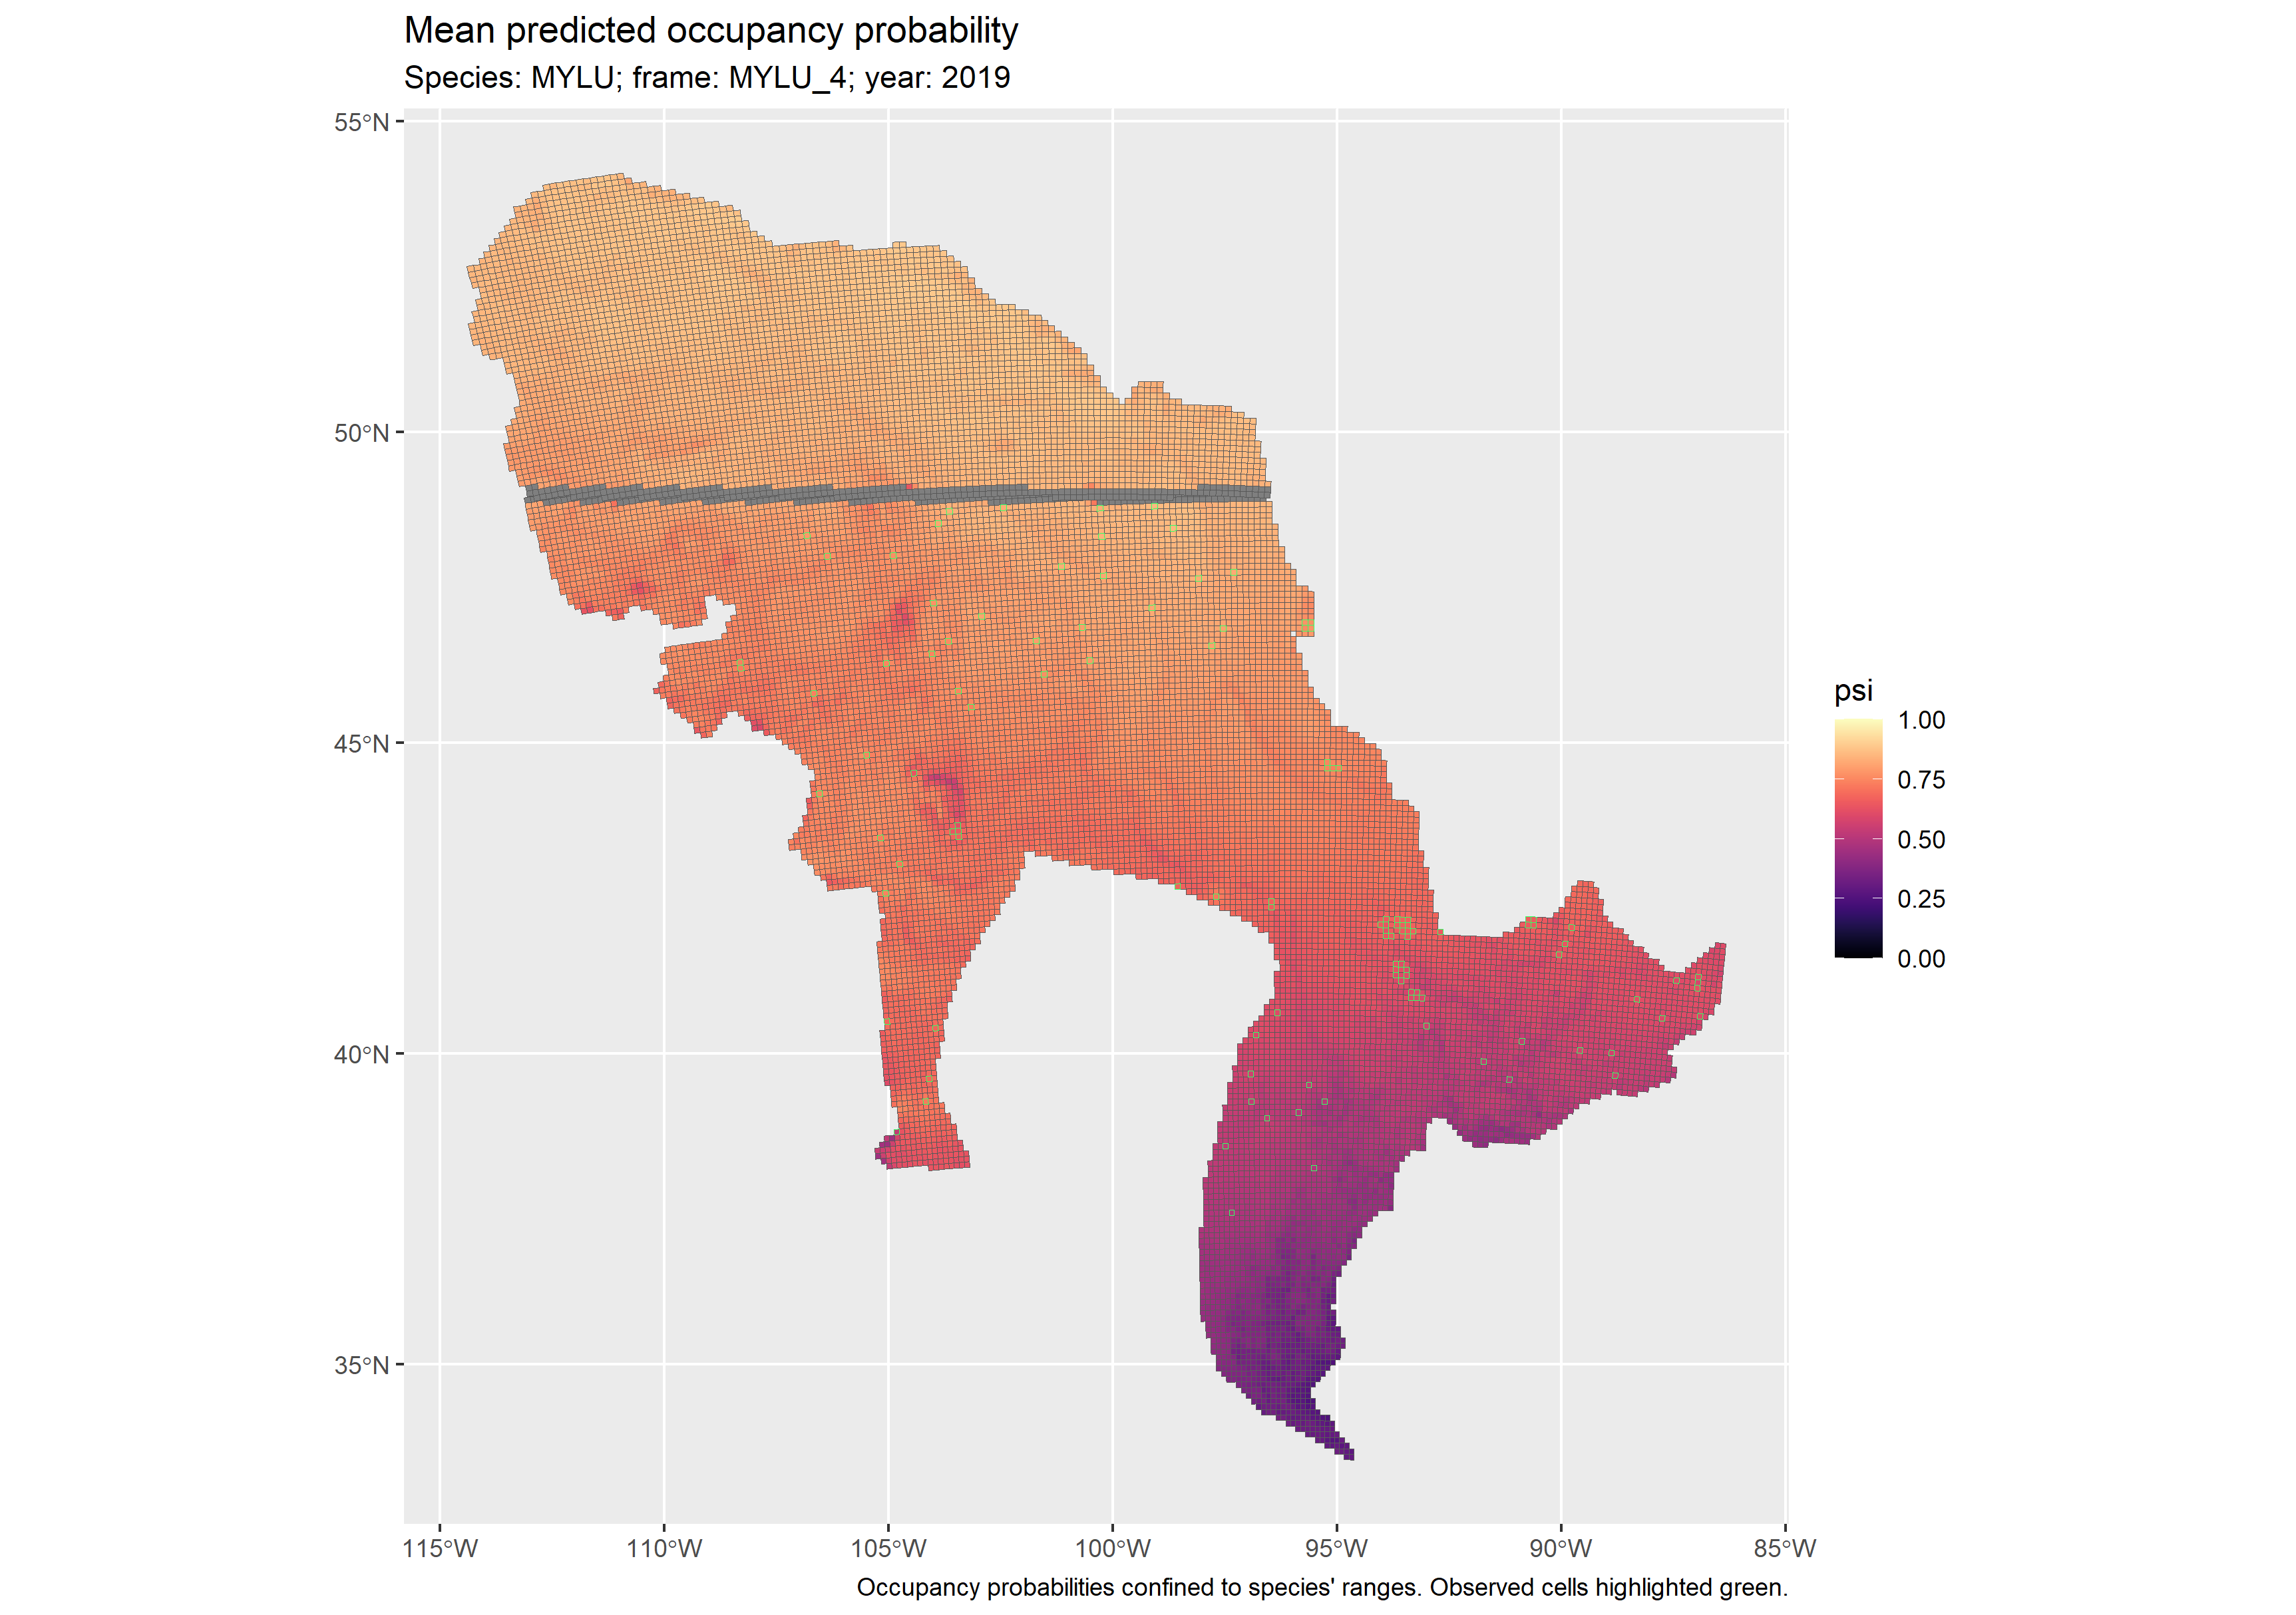 Mean predicted occupancy probability
Species: MYLU; frame: MYLU_4; year: 2019
55°N
50°N
45°N
40°N
35°N
115°W
110°W
105°W
100°W
95°W
90°W
85°W
psi
1.00
0.75
0.50
0.25
0.00
Occupancy probabilities confined to species' ranges. Observed cells highlighted green.